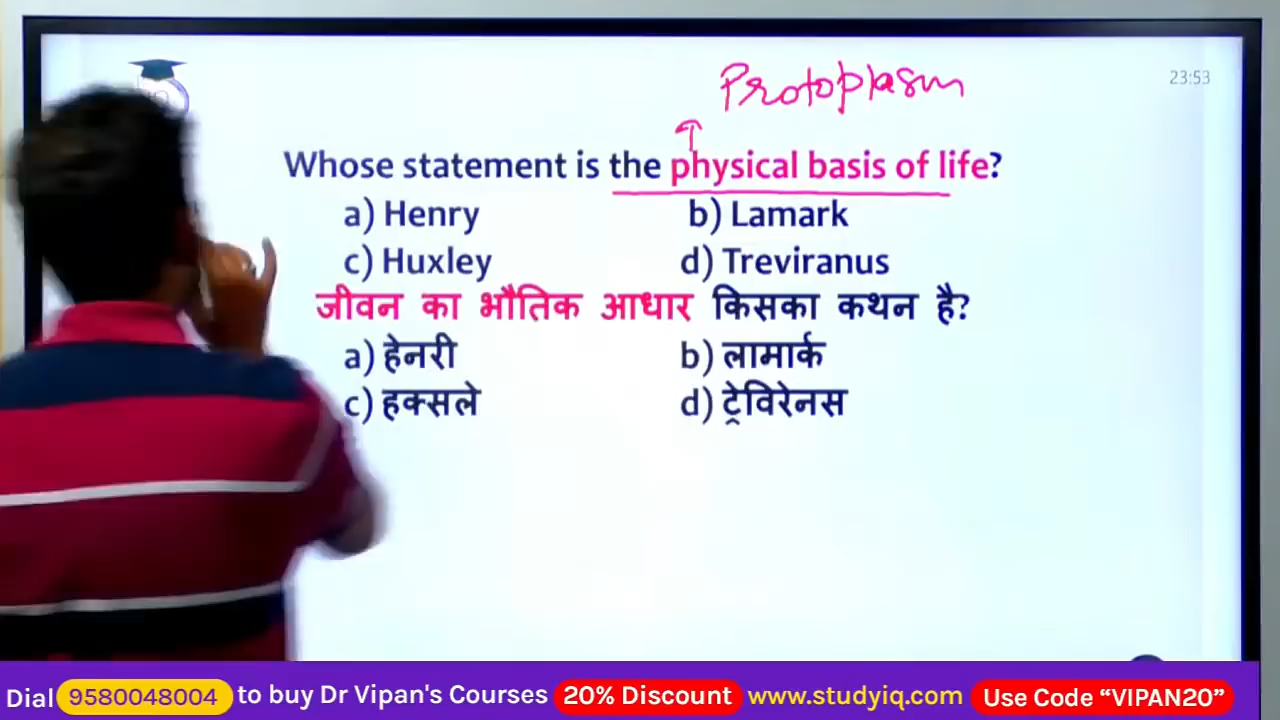 Protoplasm
23:53
Whose statement is the physical basis of life?
a) Henry b) Lamark
c) Huxley d) Treviranus
जीवन का भौतिक आधार किसका कथन है?
a) हेनरी b) लामार्क
c) हक्सले d) ट्रेविरेनस
Dial 9580048004 to buy Dr Vipan's Courses 20% Discount www.studyiq.com Use Code “VIPAN20”